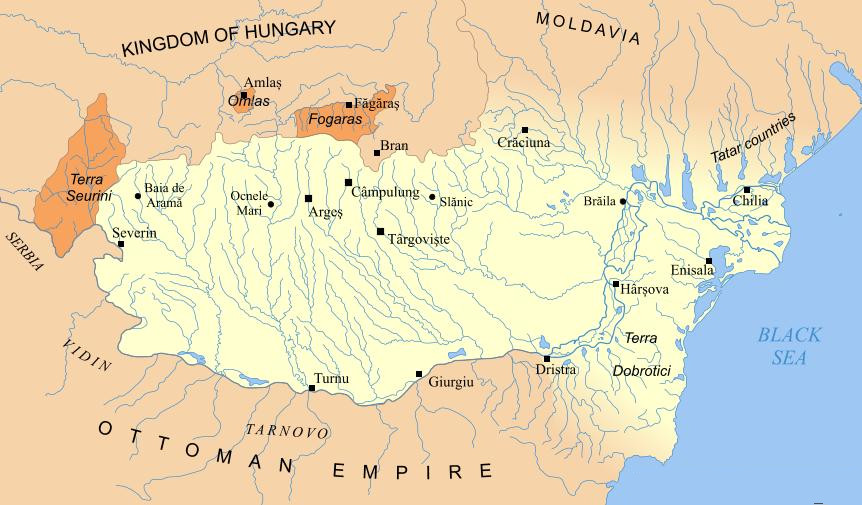 KINGDOM OF HUNGARY
MOLDAVIA
Amlaș
Omlas
Făgăraș
Fogaras
Bran
Crăciuna
Tatar countries
Terra
Seurini
Baia de
Aramă
Ocnele
Mari
Argeș
Câmpulung
Slănic
Brăila
Chilia
Severin
Târgoviște
SERBIA
Enisala
Hârșova
Terra
Dobrotici
BLACK
SEA
VIDIN
Turnu
Giurgiu
Dristra
TARNOVO
OTTOMAN EMPIRE